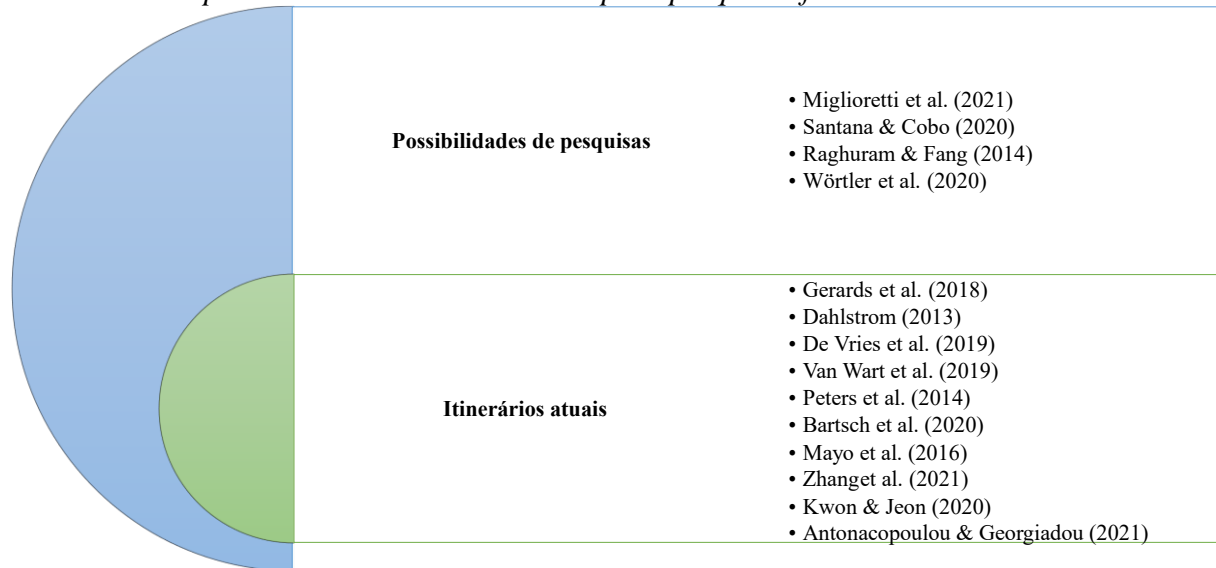 Possibilidades de pesquisas
• Miglioretti et al. (2021)
• Santana & Cobo (2020)
• Raghuram & Fang (2014)
• Wörtler et al. (2020)
Itinerários atuais
• Gerards et al. (2018)
• Dahlstrom (2013)
• De Vries et al. (2019)
• Van Wart et al. (2019)
• Peters et al. (2014)
• Bartsch et al. (2020)
• Mayo et al. (2016)
• Zhanget al. (2021)
• Kwon & Jeon (2020)
• Antonacopoulou & Georgiadou (2021)